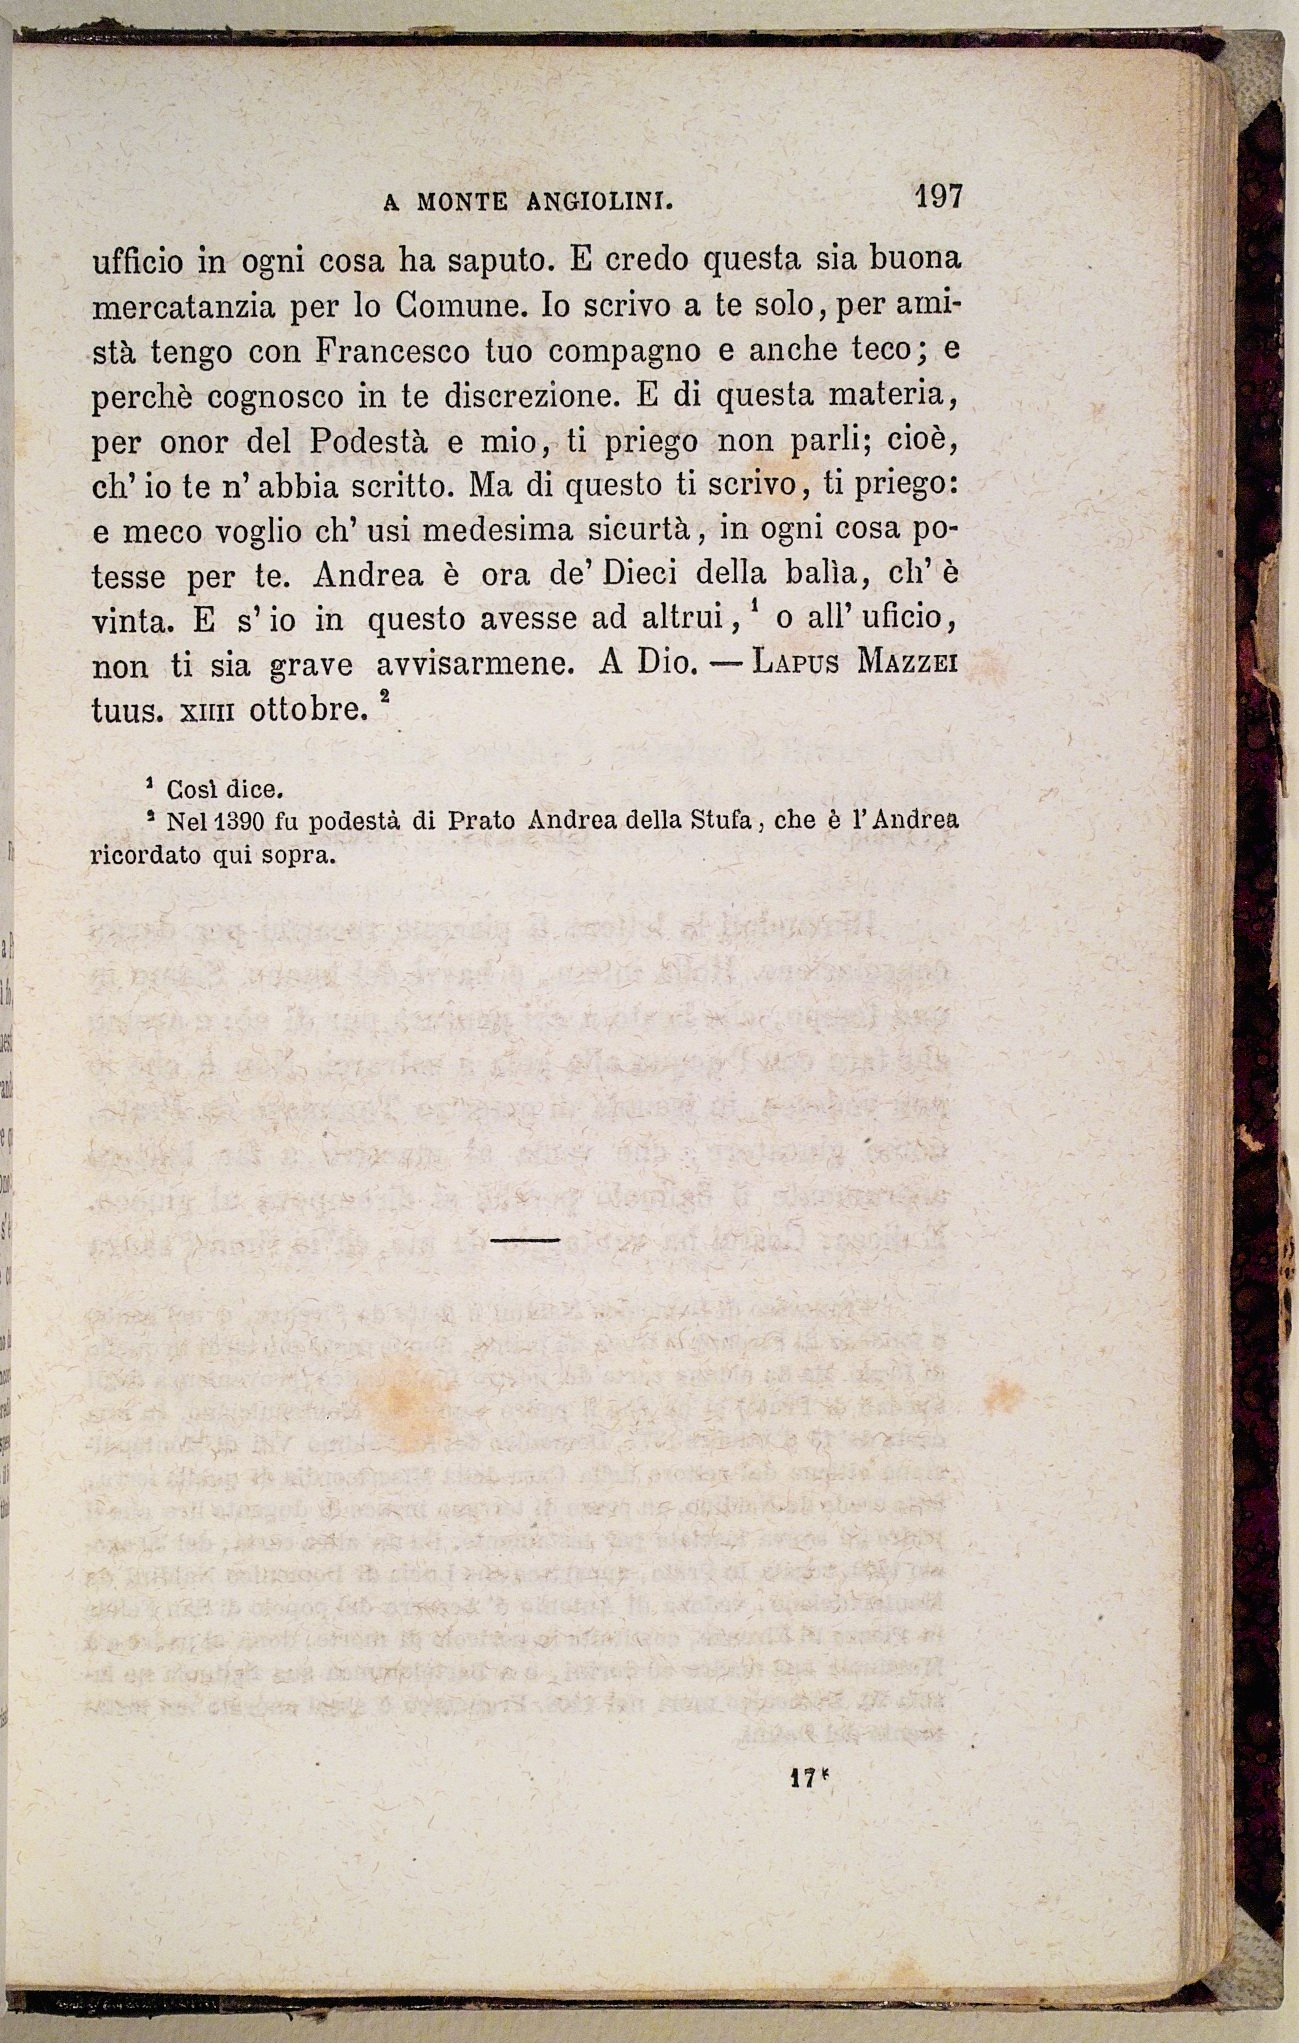 A MONTE ANGIOLINI. 197
ufficio in ogni cosa ha saputo. E credo questa sia buona
mercatanzia per lo Comune. Io scrivo a te solo, per ami-
stà tengo con Francesco tuo compagno e anche teco; e
perchè cognosco in te discrezione. E di questa materia,
per onor del Podestà e mio, ti priego non parli; cioè,
ch' io te n' abbia scritto. Ma di questo ti scrivo, ti priego:
e meco voglio ch' usi medesima sicurtà, in ogni cosa po-
tesse per te. Andrea è ora de' Dieci della balìa, ch' è
vinta. E s' io in questo avesse ad altrui, ¹ o all' uficio,
non ti sia grave avvisarmene. A Dio. — LAPUS MAZZEI
tuus. XIIII ottobre. ²
¹ Così dice.
² Nel 1390 fu podestà di Prato Andrea della Stufa, che è l' Andrea
ricordato qui sopra.
17*